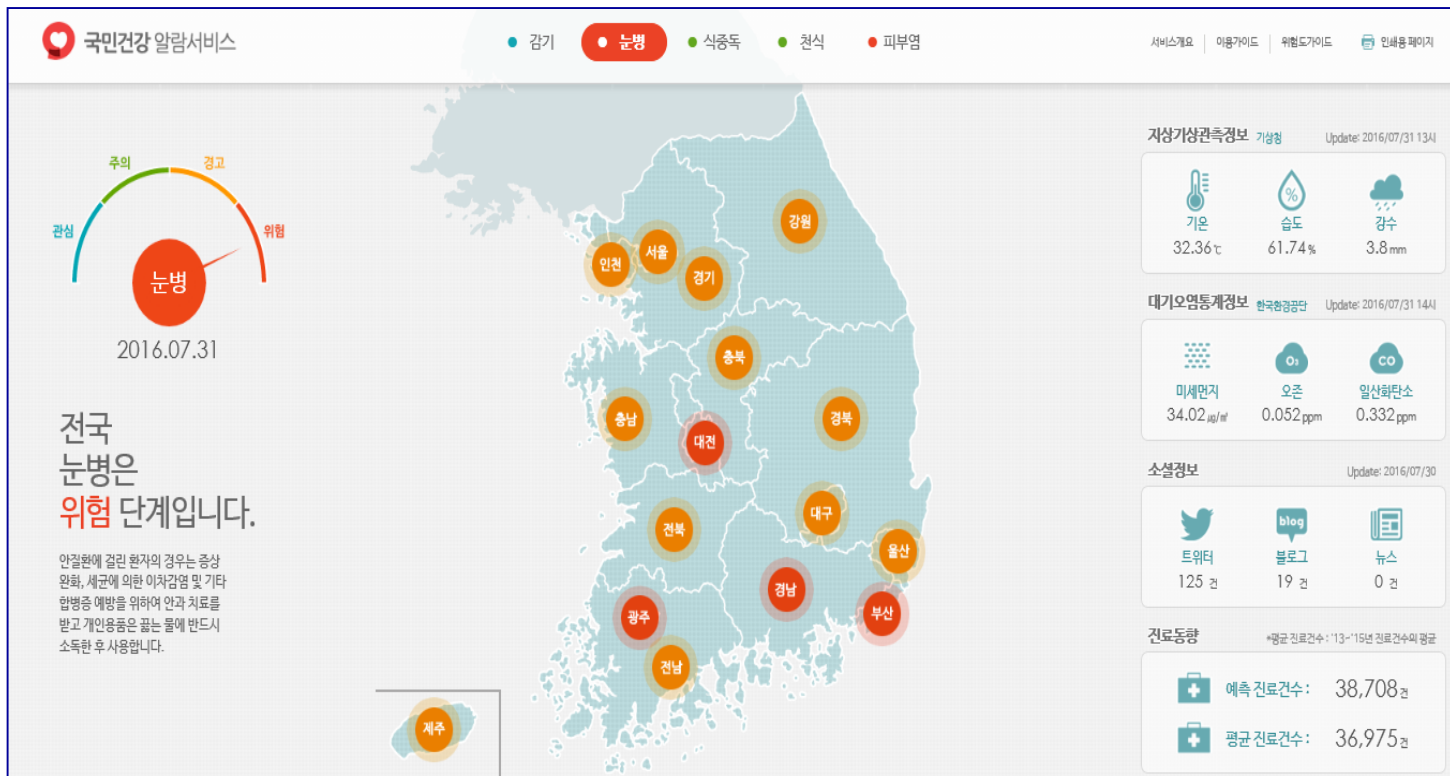 국민건강 알람서비스
감기
눈병
식중독
천식
피부염
서비스개요
이용가이드
위험도가이드
인쇄용 페이지
관심
주의
경고
위험
눈병
2016.07.31
전국
눈병은
위험 단계입니다.
안질환에 걸린 환자의 경우는 증상
완화, 세균에 의한 이차감염 및 기타
합병증 예방을 위하여 안과 치료를
받고 개인용품은 끓는 물에 반드시
소독한 후 사용합니다.
강원
서울
인천
경기
충북
충남
경북
대전
대구
전북
울산
경남
부산
광주
전남
제주
지상기상관측정보 기상청 Update: 2016/07/31 13시
기온 습도 강수
%
32.36℃ 61.74% 3.8mm
대기오염통계정보 한국환경공단 Update: 2016/07/31 14시
O₃ CO
미세먼지 오존 일산화탄소
34.02㎍/㎥ 0.052ppm 0.332ppm
소셜정보 Update: 2016/07/30
blog
트위터 블로그 뉴스
125 건 19 건 0 건
진료동향 *평균 진료건수 : '13~'15년 진료건수의 평균
예측 진료건수 : 38,708건
평균 진료건수 : 36,975건